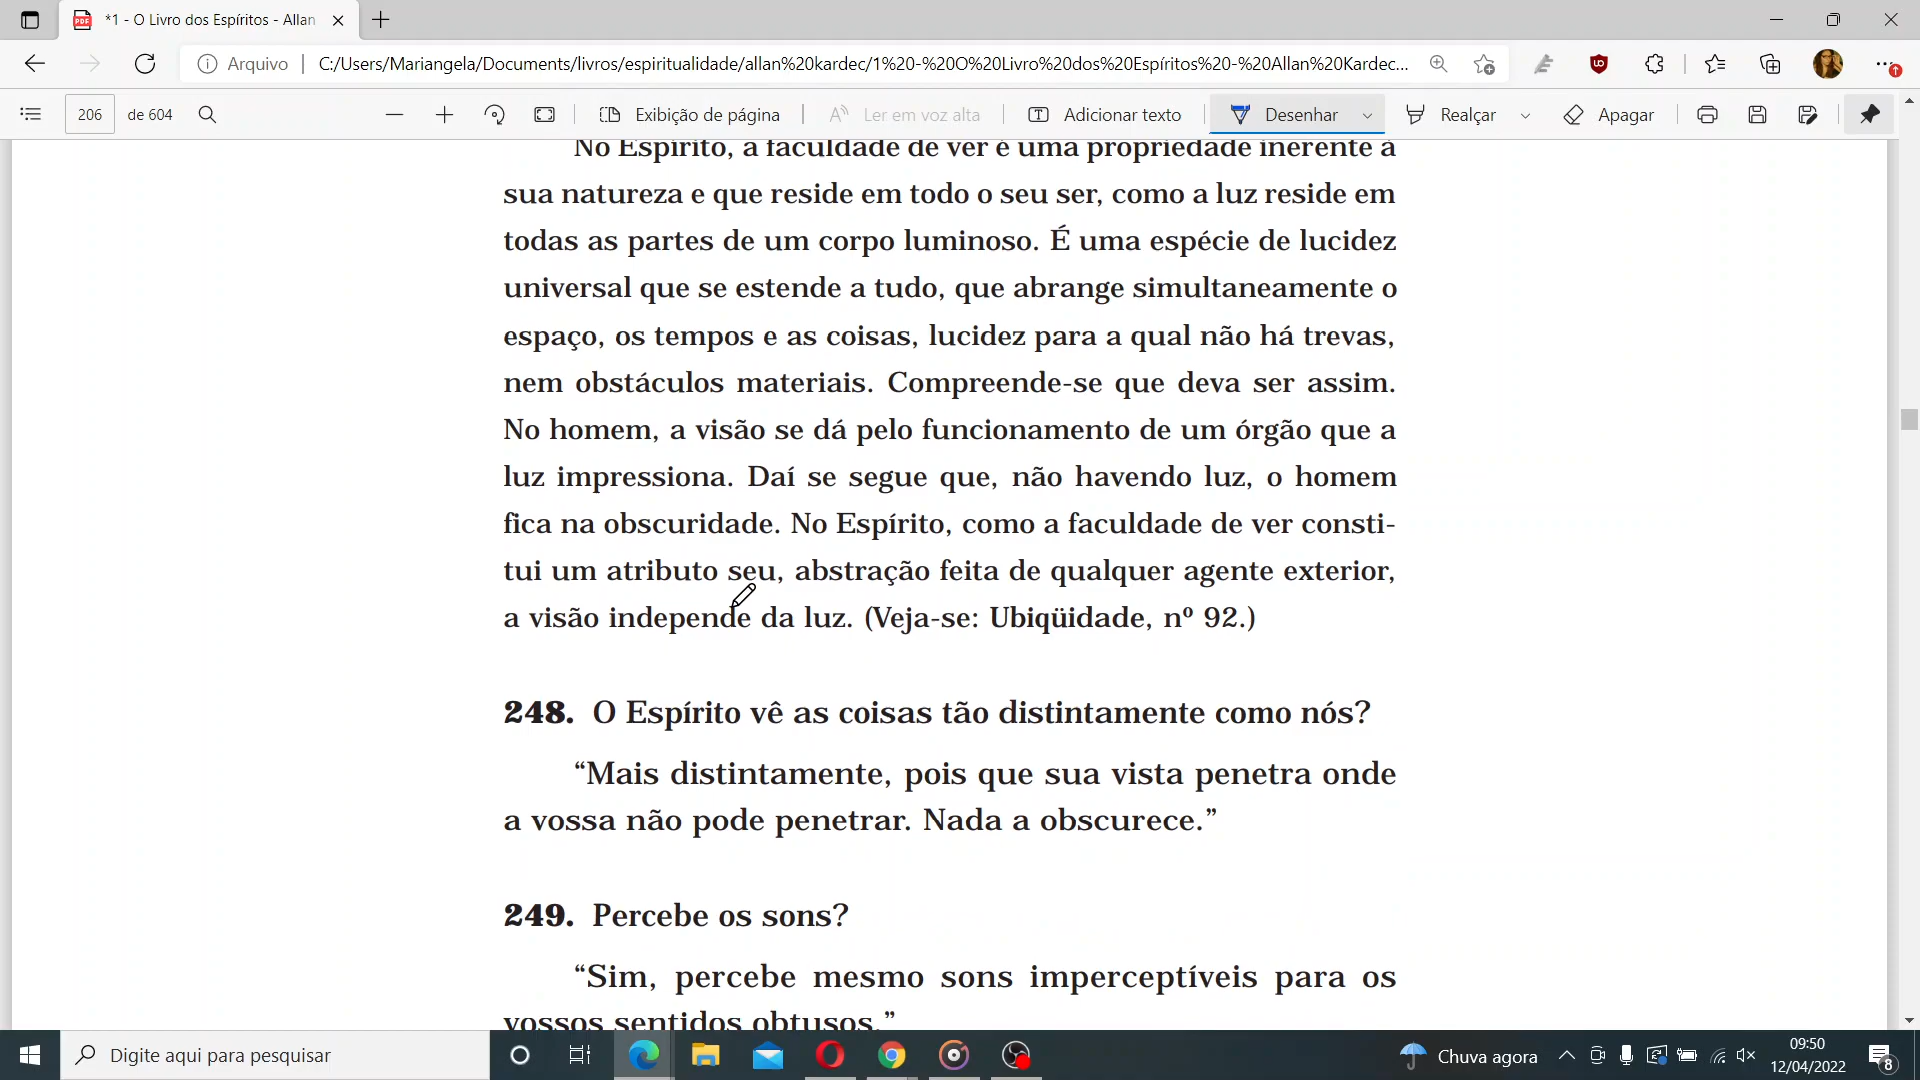 *1 - O Livro dos Espíritos - Allan
Arquivo
C:/Users/Mariangela/Documents/livros/espiritualidade/allan%20kardec/1%20-%20O%20Livro%20dos%20Espíritos%20-%20Allan%20Kardec...
206 de 604
Exibição de página
Ler em voz alta
Adicionar texto
Desenhar
Realçar
Apagar
No Espírito, a faculdade de ver é uma propriedade inerente à
sua natureza e que reside em todo o seu ser, como a luz reside em
todas as partes de um corpo luminoso. É uma espécie de lucidez
universal que se estende a tudo, que abrange simultaneamente o
espaço, os tempos e as coisas, lucidez para a qual não há trevas,
nem obstáculos materiais. Compreende-se que deva ser assim.
No homem, a visão se dá pelo funcionamento de um órgão que a
luz impressiona. Daí se segue que, não havendo luz, o homem
fica na obscuridade. No Espírito, como a faculdade de ver consti-
tui um atributo seu, abstração feita de qualquer agente exterior,
a visão independe da luz. (Veja-se: Ubiqüidade, nº 92.)
248. O Espírito vê as coisas tão distintamente como nós?
“Mais distintamente, pois que sua vista penetra onde
a vossa não pode penetrar. Nada a obscurece.”
249. Percebe os sons?
“Sim, percebe mesmo sons imperceptíveis para os
vossos sentidos obtusos.”
Digite aqui para pesquisar
Chuva agora
09:50
12/04/2022
8